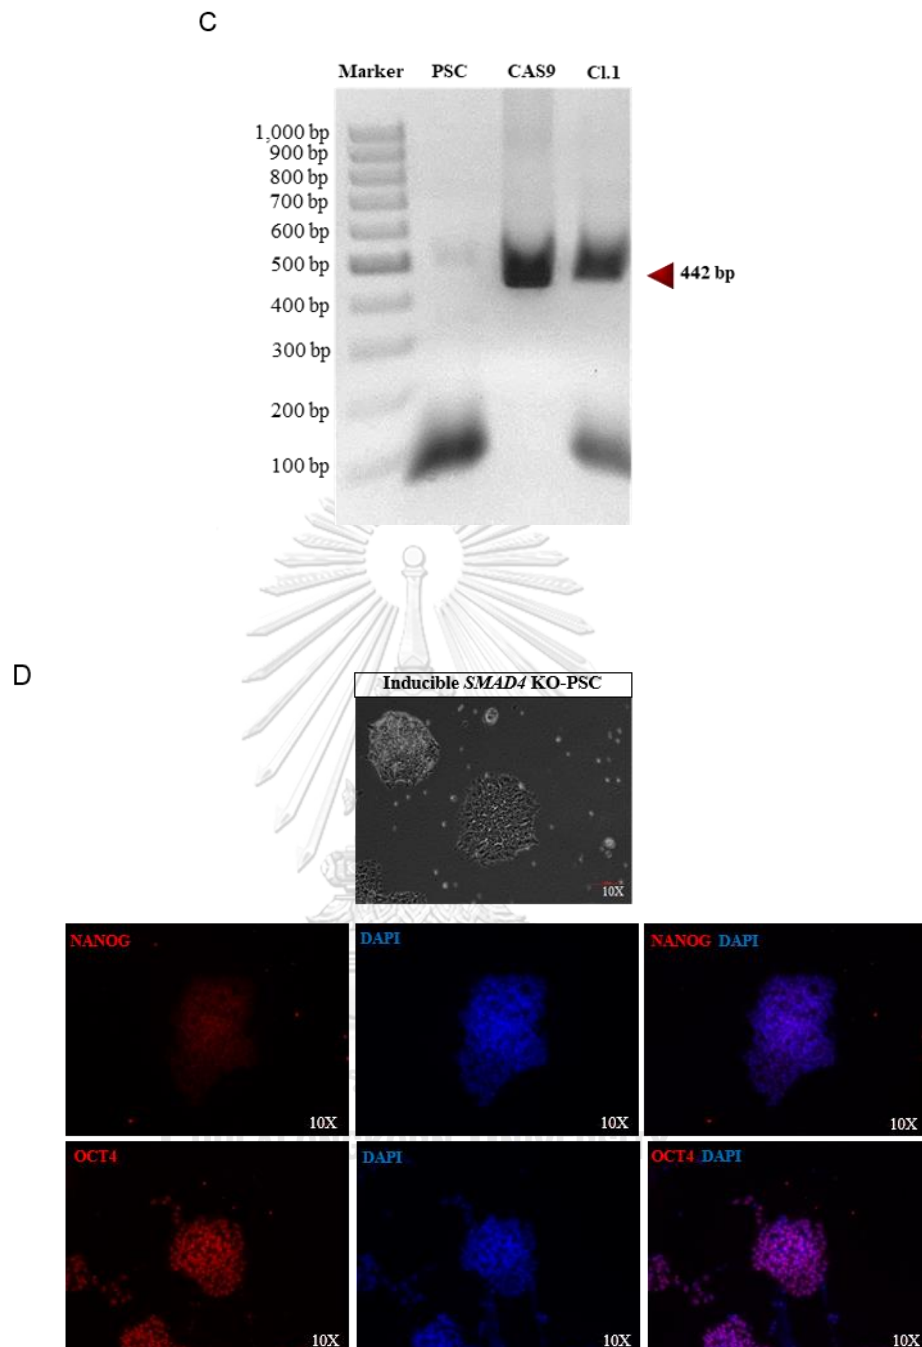 C
Marker PSC CAS9 Cl.1
1,000 bp
900 bp
800 bp
700 bp
600 bp
500 bp
442 bp
400 bp
300 bp
200 bp
100 bp
D
Inducible SMAD4 KO-PSC
10X
NANOG DAPI NANOG DAPI
10X 10X 10X
OCT4 DAPI OCT4 DAPI
10X 10X 10X